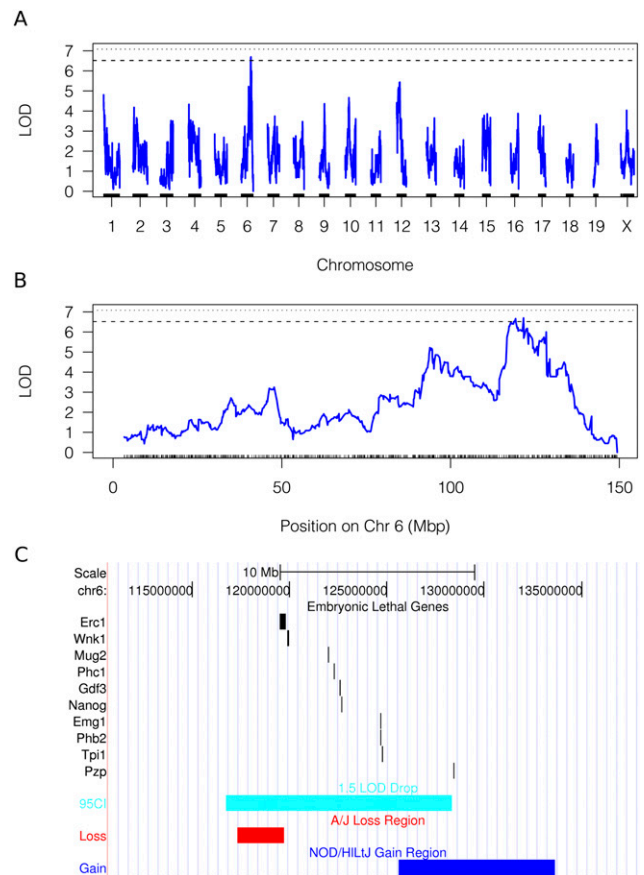 A
7
6
5
4
3
2
1
0
LOD
1 2 3 4 5 6 7 8 9 10 11 12 13 14 15 16 17 18 19 X
Chromosome
B
7
6
5
4
3
2
1
0
LOD
0 50 100 150
Position on Chr 6 (Mbp)
C
Scale 10 Mb
chr6: 115000000 120000000 125000000 130000000 135000000
Embryonic Lethal Genes
Erc1
Wnk1
Mug2
Phc1
Gdf3
Nanog
Emg1
Phb2
Tpi1
Pzp
1.5 LOD Drop
95CI
A/J Loss Region
Loss
NOD/HILtJ Gain Region
Gain